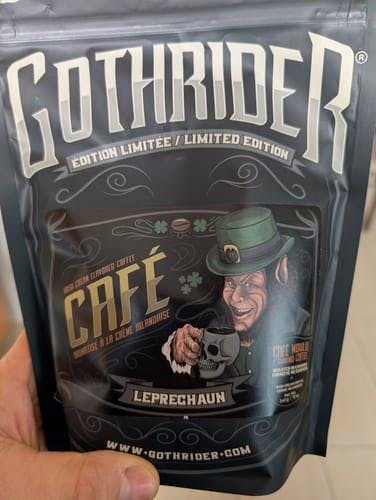 GOTHRIDER®
ÉDITION LIMITÉE / LIMITED EDITION
IRISH CREAM FLAVORED COFFEE
CAFÉ
AROMATISÉ À LA CRÈME IRLANDAISE
CAFÉ MOULU
GROUND COFFEE
LEPRECHAUN
WWW.GOTHRIDER.COM